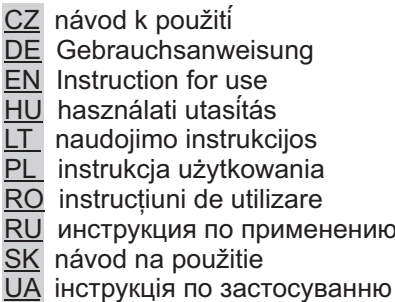 CZ návod k použití
DE Gebrauchsanweisung
EN Instruction for use
HU használati utasítás
LT naudojimo instrukcijos
PL instrukcja użytkowania
RO instrucțiuni de utilizare
RU инструкция по применению
SK návod na použitie
UA інструкція по застосуванню